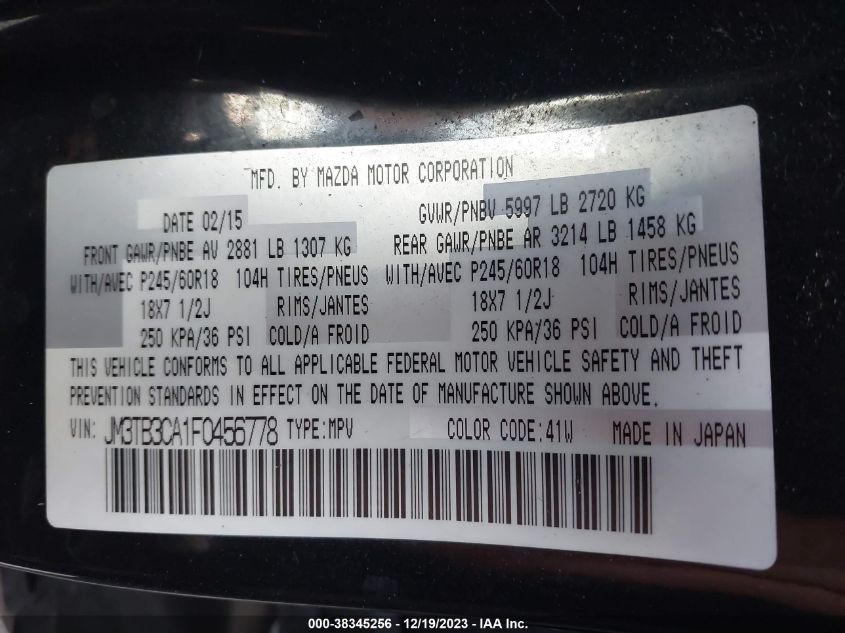 MFD. BY MAZDA MOTOR CORPORATION
DATE 02/15 GVWR/PNBV 5997 LB 2720 KG
FRONT GAWR/PNBE AV 2881 LB 1307 KG REAR GAWR/PNBE AR 3214 LB 1458 KG
WITH/AVEC P245/60R18 104H TIRES/PNEUS WITH/AVEC P245/60R18 104H TIRES/PNEUS
18X7 1/2J RIMS/JANTES 18X7 1/2J RIMS/JANTES
250 KPA/36 PSI COLD/A FROID 250 KPA/36 PSI COLD/A FROID
THIS VEHICLE CONFORMS TO ALL APPLICABLE FEDERAL MOTOR VEHICLE SAFETY AND THEFT
PREVENTION STANDARDS IN EFFECT ON THE DATE OF MANUFACTURE SHOWN ABOVE.
VIN: JM3TB3CA1F0456778 TYPE:MPV COLOR CODE:41W MADE IN JAPAN
000-38345256 - 12/19/2023 - IAA Inc.